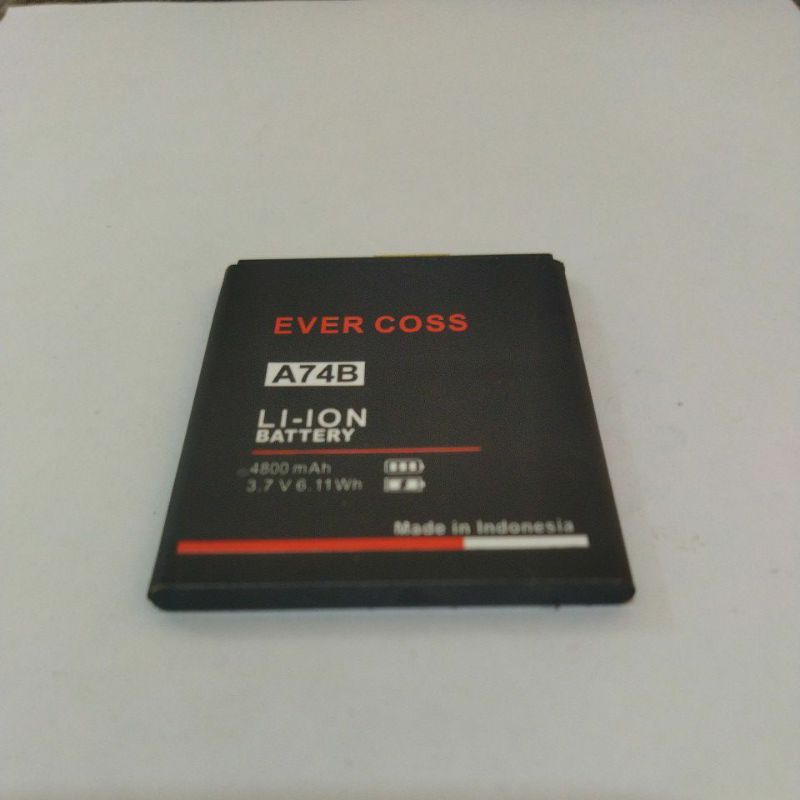 EVER COSS
A74B
LI-ION
BATTERY
4800 mAh
3.7 V 6.11Wh
Made in Indonesia